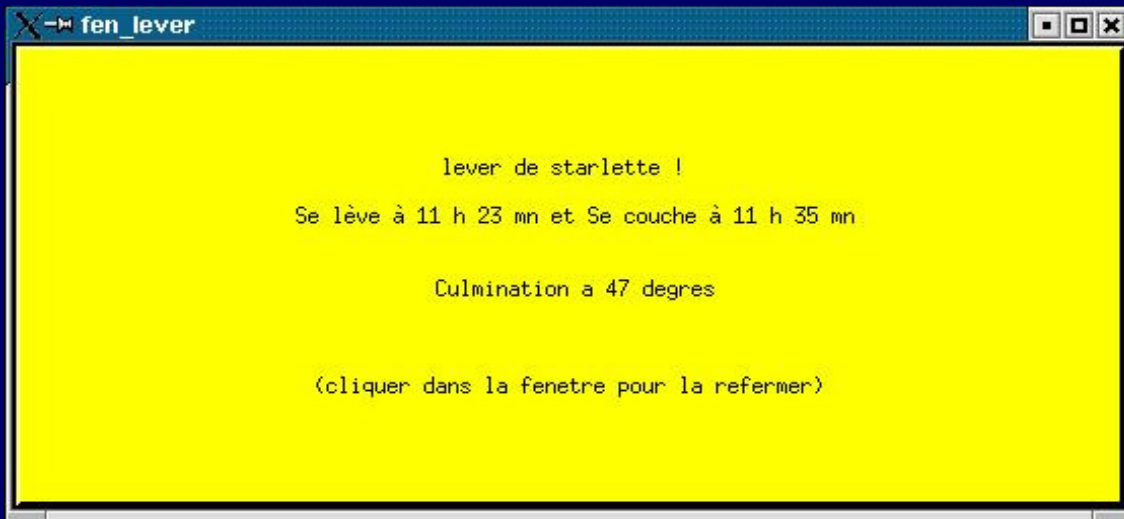 fen_lever
lever de starlette !
Se lève à 11 h 23 mn et Se couche à 11 h 35 mn
Culmination a 47 degres
(cliquer dans la fenetre pour la refermer)